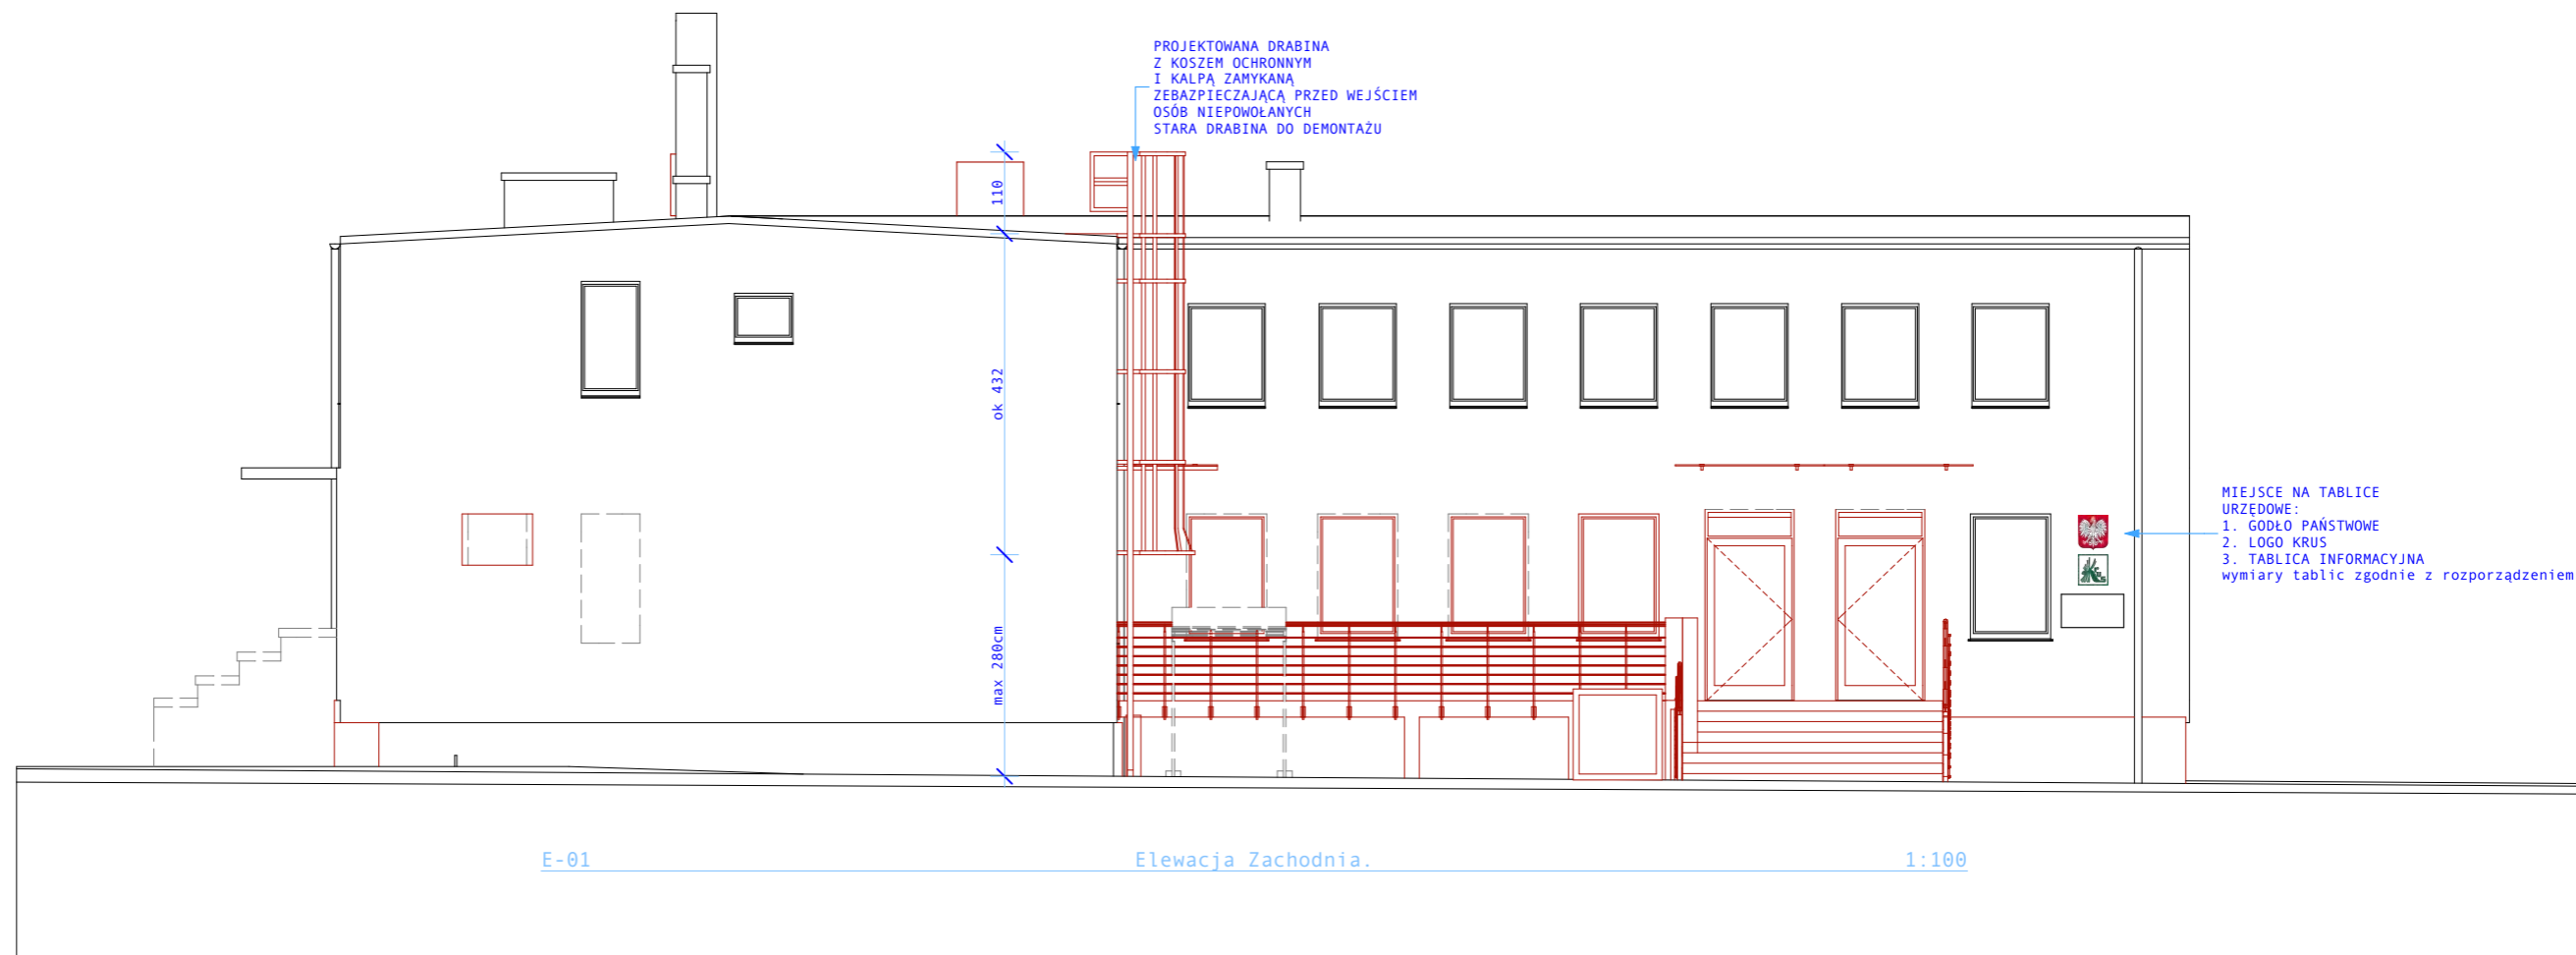 PROJEKTOWANA DRABINA
Z KOSZEM OCHRONNYM
I KALPĄ ZAMYKANĄ
ZEBAZPIECZAJĄCĄ PRZED WEJŚCIEM
OSÓB NIEPOWOŁANYCH
STARA DRABINA DO DEMONTAŻU
110
ok 432
max 280cm
MIEJSCE NA TABLICE
URZĘDOWE:
1. GODŁO PAŃSTWOWE
2. LOGO KRUS
3. TABLICA INFORMACYJNA
wymiary tablic zgodnie z rozporządzeniem
E-01 Elewacja Zachodnia. 1:100